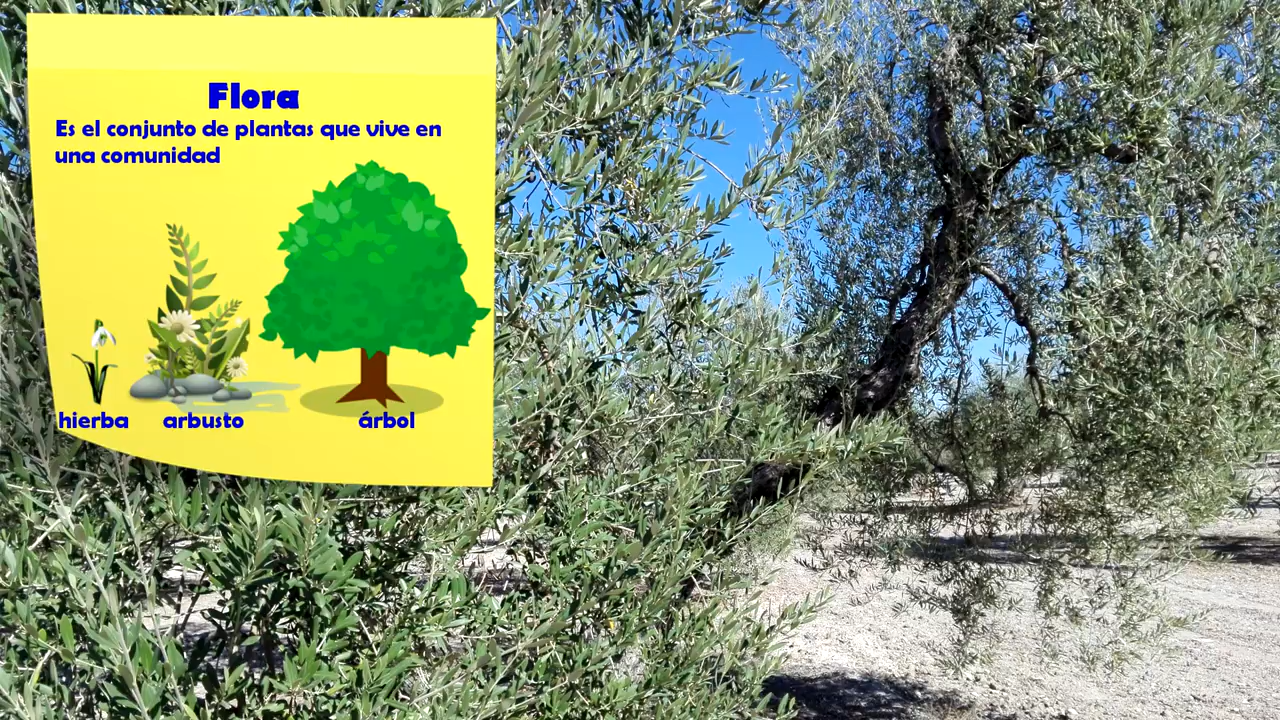 Flora
Es el conjunto de plantas que vive en
una comunidad
hierba arbusto árbol